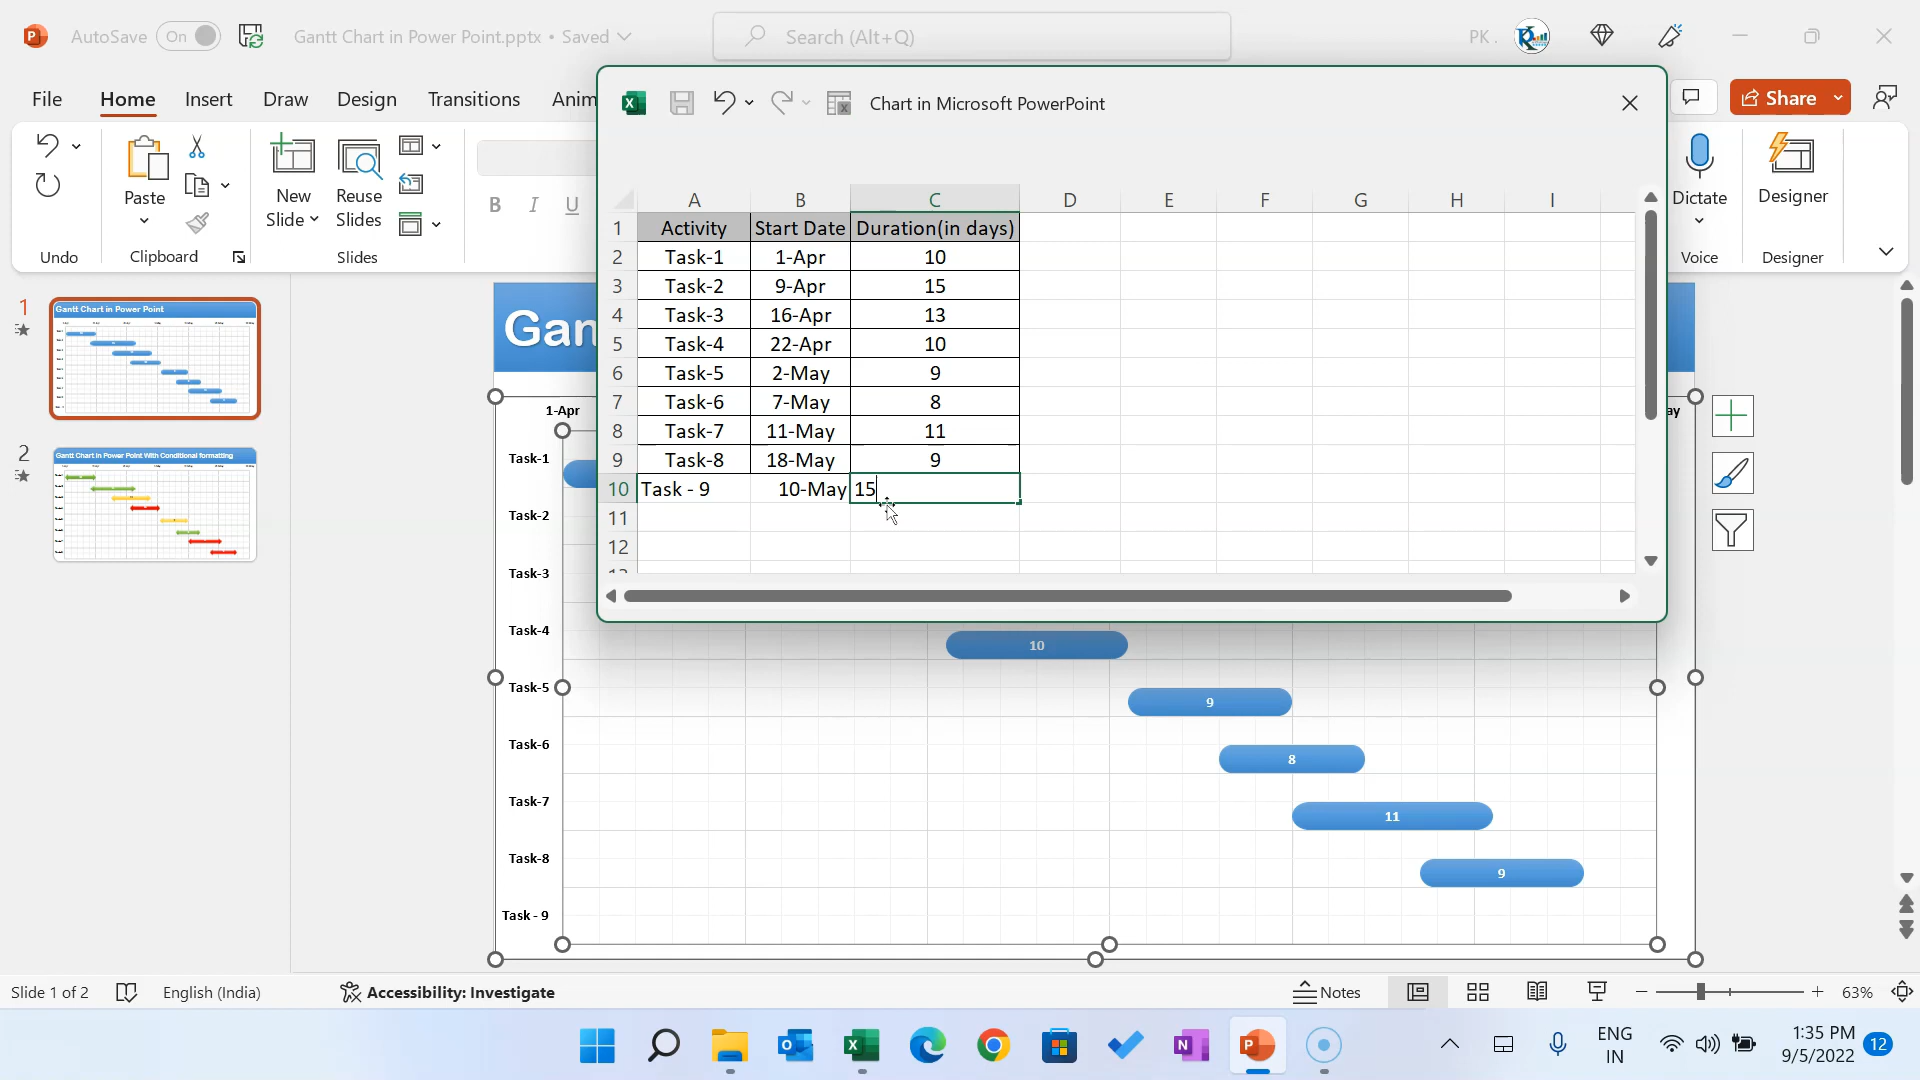 AutoSave On Gantt Chart in Power Point.pptx • Saved Search (Alt+Q) PK .
File Home Insert Draw Design Transitions Anim Share
Chart in Microsoft PowerPoint
Paste New Slide Reuse Slides B I U Dictate Designer
Undo Clipboard Slides Voice Designer
A B C D E F G H I
1 Activity Start Date Duration(in days)
2 Task-1 1-Apr 10
3 Task-2 9-Apr 15
4 Task-3 16-Apr 13
5 Task-4 22-Apr 10
6 Task-5 2-May 9
7 Task-6 7-May 8
8 Task-7 11-May 11
9 Task-8 18-May 9
10 Task - 9 10-May 15
11
12
1
Gantt Chart in Power Point
2
Gantt Chart in Power Point With Conditional formatting
Gan
1-Apr ay
Task-1
Task-2
Task-3
Task-4 10
Task-5 9
Task-6 8
Task-7 11
Task-8 9
Task - 9
Slide 1 of 2 English (India) Accessibility: Investigate Notes 63%
ENG IN 1:35 PM 9/5/2022 12